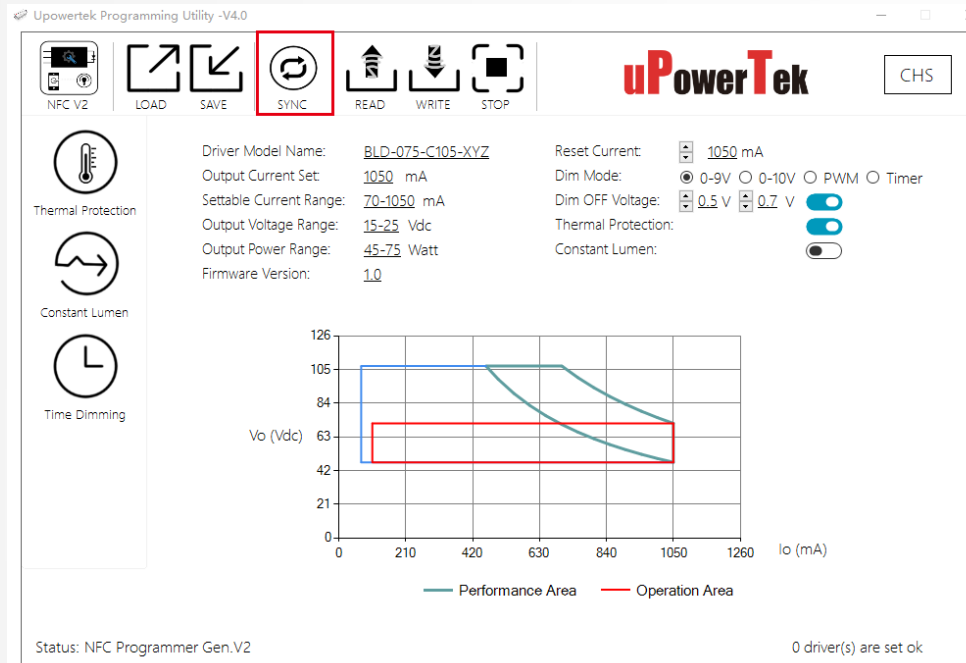 Upowertek Programming Utility -V4.0
NFC V2
LOAD
SAVE
SYNC
READ
WRITE
STOP
uPowerTek
CHS
Thermal Protection
Constant Lumen
Time Dimming
Driver Model Name: BLD-075-C105-XYZ
Output Current Set: 1050 mA
Settable Current Range: 70-1050 mA
Output Voltage Range: 15-25 Vdc
Output Power Range: 45-75 Watt
Firmware Version: 1.0
Reset Current: 1050 mA
Dim Mode: 0-9V 0-10V PWM Timer
Dim OFF Voltage: 0.5 V 0.7 V
Thermal Protection:
Constant Lumen:
126
105
84
Vo (Vdc) 63
42
21
0
0 210 420 630 840 1050 1260 Io (mA)
Performance Area Operation Area
Status: NFC Programmer Gen.V2 0 driver(s) are set ok